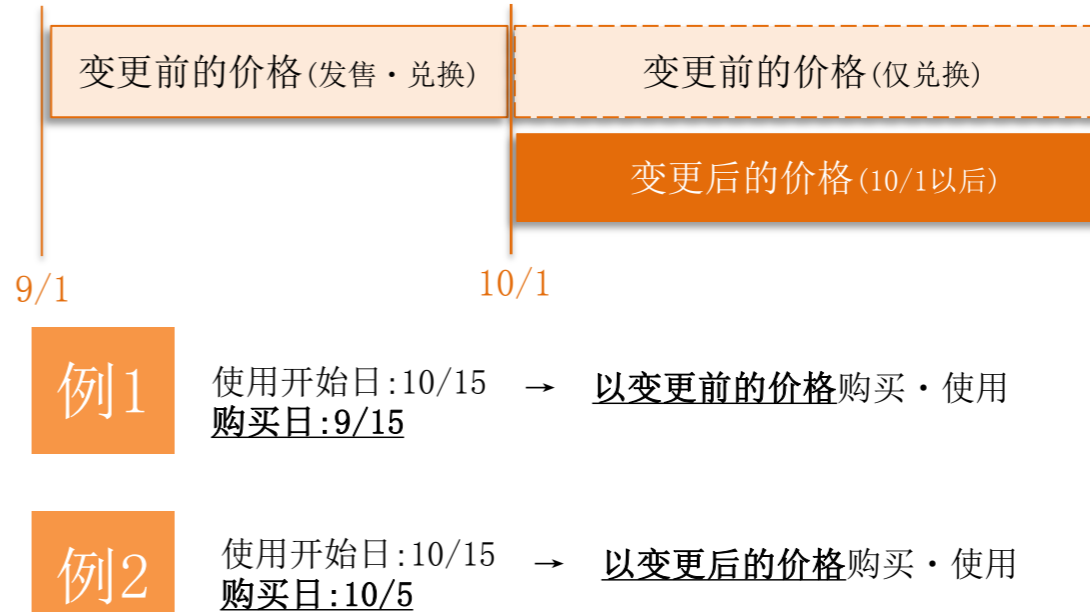 变更前的价格(发售・兑换)
变更前的价格(仅兑换)
变更后的价格(10/1以后)
9/1
10/1
例1
使用开始日:10/15 → 以变更前的价格购买・使用
购买日:9/15
例2
使用开始日:10/15 → 以变更后的价格购买・使用
购买日:10/5